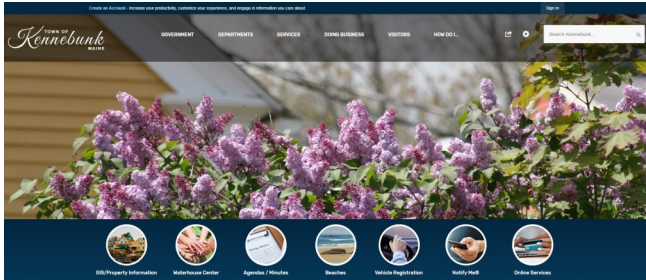 Create an Account - Increase your productivity, customize your experience, and engage in information you care about.
Sign In
TOWN OF
Kennebunk
MAINE
GOVERNMENT
DEPARTMENTS
SERVICES
DOING BUSINESS
VISITORS
HOW DO I...
Search Kennebunk...
GIS/Property Information
Waterhouse Center
Agendas / Minutes
Beaches
Vehicle Registration
Notify Me®
Online Services